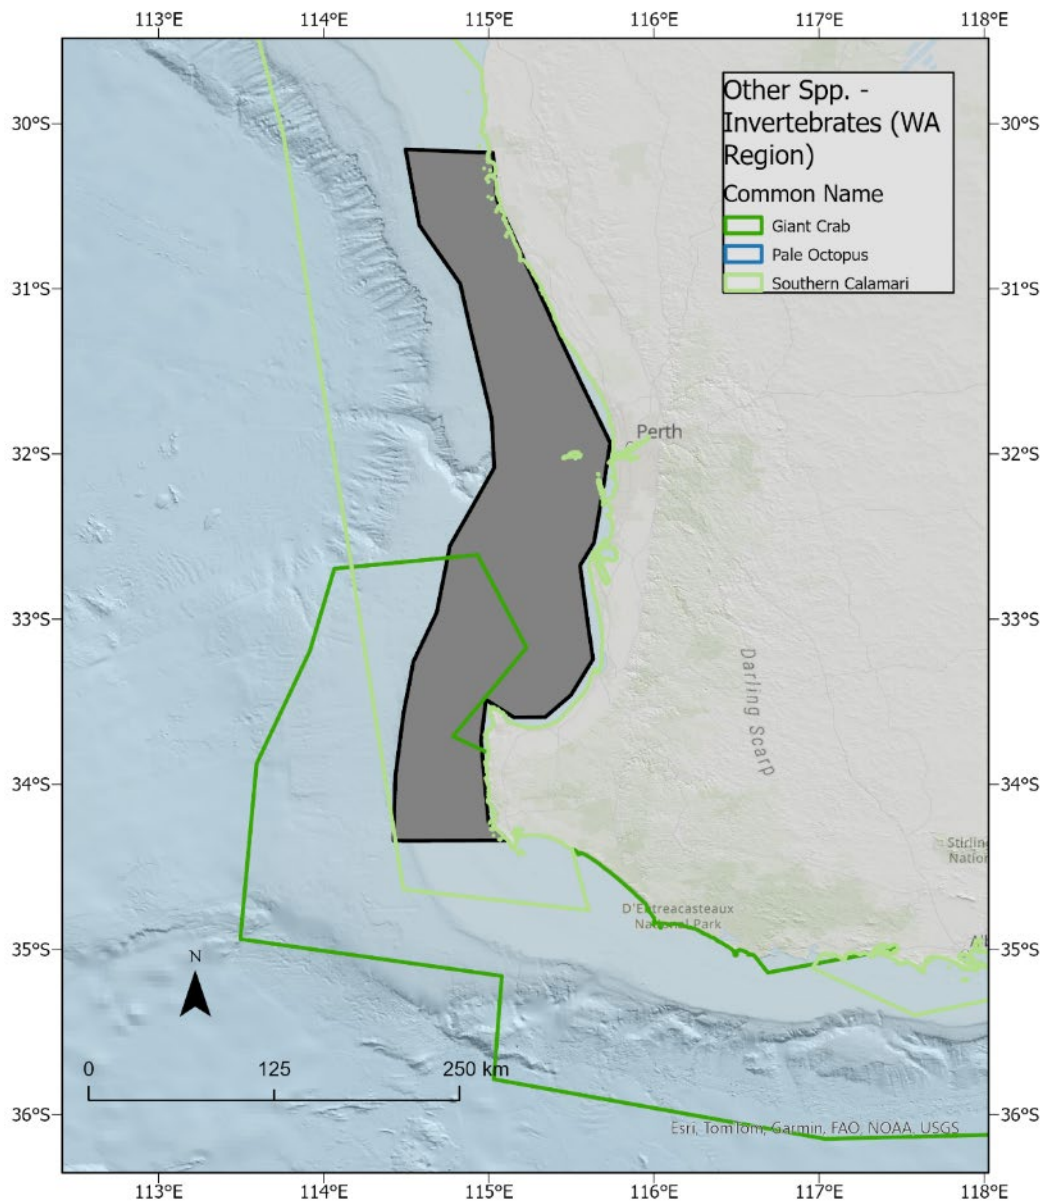 113°E 114°E 115°E 116°E 117°E 118°E
Other Spp. -
Invertebrates (WA
Region)
Common Name
Giant Crab
Pale Octopus
Southern Calamari
30°S 30°S
31°S 31°S
Perth
32°S 32°S
33°S 33°S
Darling Scarp
34°S 34°S
Stirlin
Nation
D'Entrecasteaux
National Park
35°S 35°S
N
0 125 250 km
36°S 36°S
Esri, TomTom, Garmin, FAO, NOAA, USGS
113°E 114°E 115°E 116°E 117°E 118°E